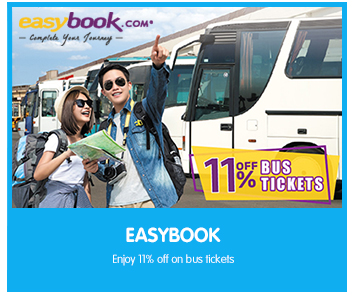 easybook.COM®
Complete Your Journey
11% OFF BUS TICKETS
EASYBOOK
Enjoy 11% off on bus tickets